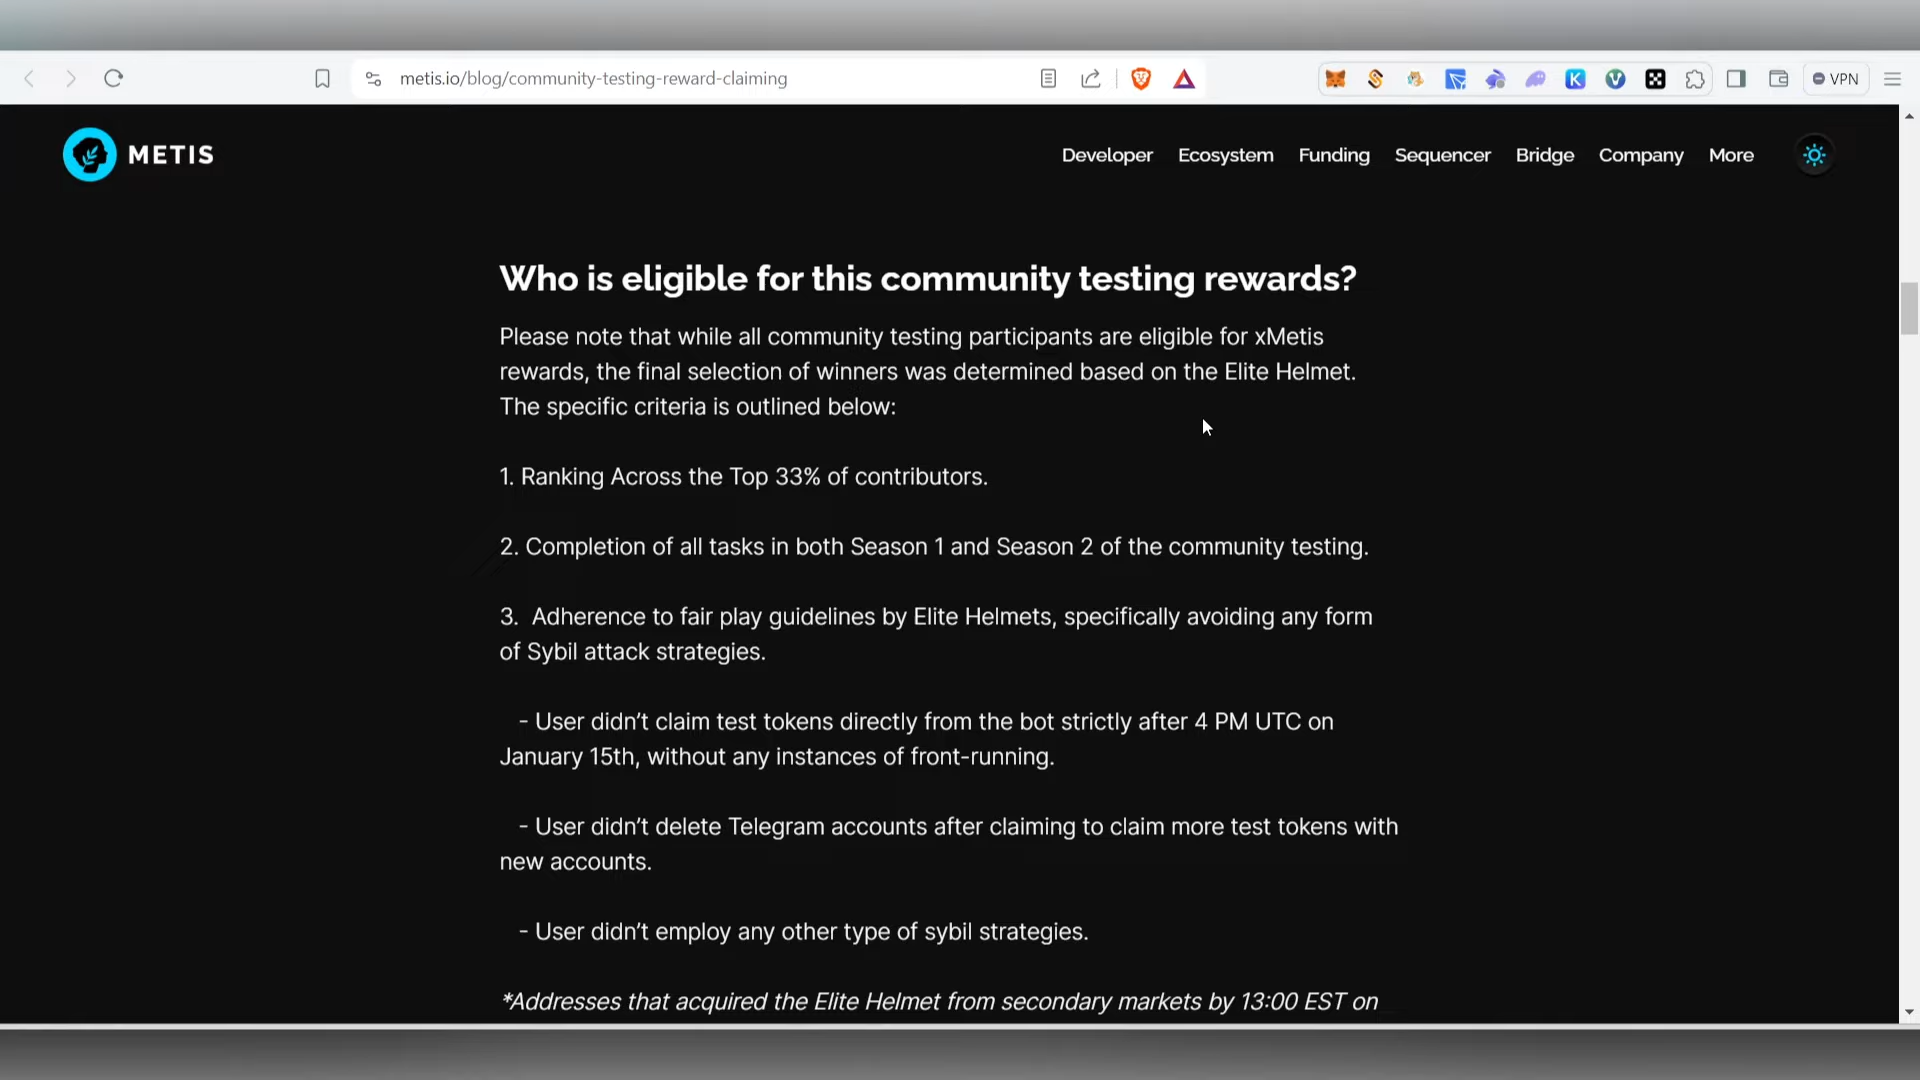 metis.io/blog/community-testing-reward-claiming
VPN
METIS
Developer Ecosystem Funding Sequencer Bridge Company More
Who is eligible for this community testing rewards?
Please note that while all community testing participants are eligible for xMetis
rewards, the final selection of winners was determined based on the Elite Helmet.
The specific criteria is outlined below:
1. Ranking Across the Top 33% of contributors.
2. Completion of all tasks in both Season 1 and Season 2 of the community testing.
3. Adherence to fair play guidelines by Elite Helmets, specifically avoiding any form
of Sybil attack strategies.
- User didn’t claim test tokens directly from the bot strictly after 4 PM UTC on
January 15th, without any instances of front-running.
- User didn’t delete Telegram accounts after claiming to claim more test tokens with
new accounts.
- User didn’t employ any other type of sybil strategies.
*Addresses that acquired the Elite Helmet from secondary markets by 13:00 EST on